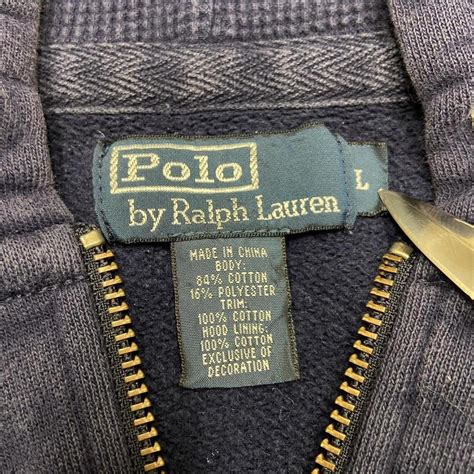 Polo
by Ralph Lauren
L
MADE IN CHINA
BODY:
84% COTTON
16% POLYESTER
TRIM:
100% COTTON
HOOD LINING:
100% COTTON
EXCLUSIVE OF
DECORATION